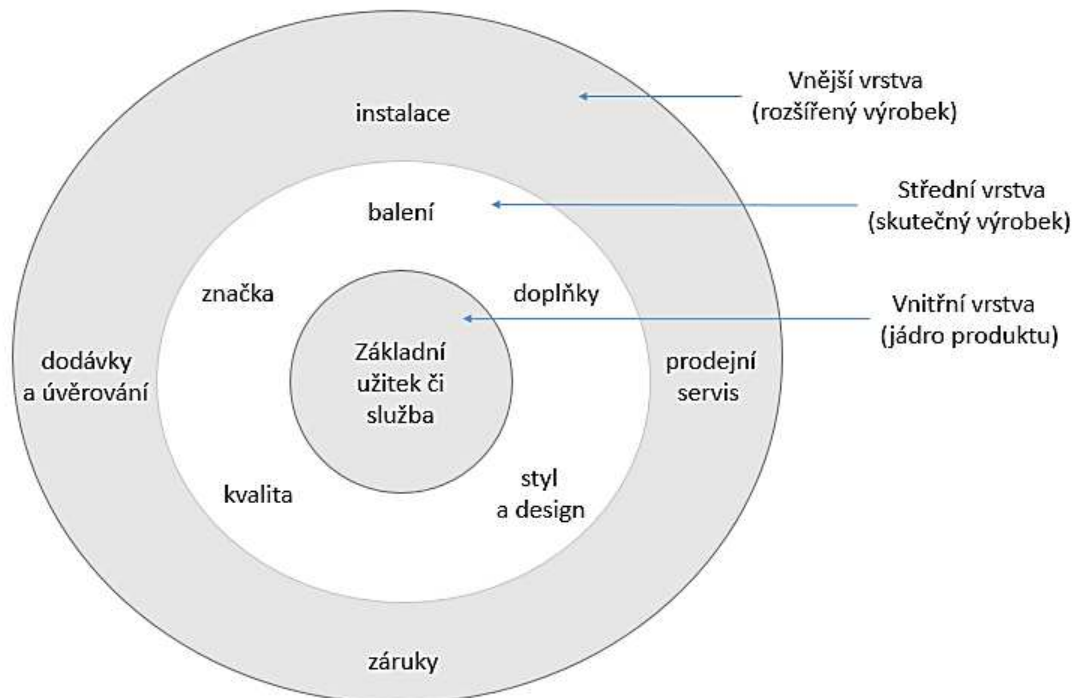 Vnější vrstva
(rozšířený výrobek)
instalace
Střední vrstva
(skutečný výrobek)
balení
značka
doplňky
Vnitřní vrstva
(jádro produktu)
Základní
užitek či
služba
dodávky
a úvěrování
prodejní
servis
kvalita
styl
a design
záruky